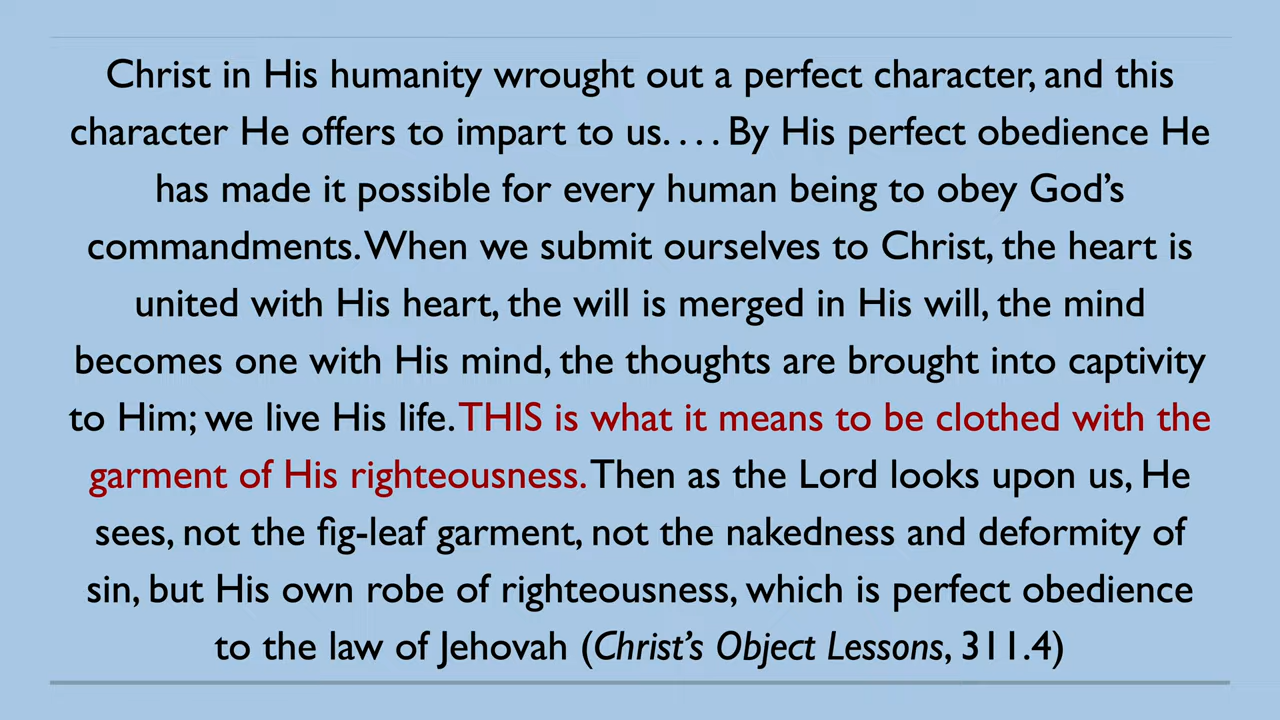 Christ in His humanity wrought out a perfect character, and this
character He offers to impart to us. . . . By His perfect obedience He
has made it possible for every human being to obey God’s
commandments. When we submit ourselves to Christ, the heart is
united with His heart, the will is merged in His will, the mind
becomes one with His mind, the thoughts are brought into captivity
to Him; we live His life. THIS is what it means to be clothed with the
garment of His righteousness. Then as the Lord looks upon us, He
sees, not the fig-leaf garment, not the nakedness and deformity of
sin, but His own robe of righteousness, which is perfect obedience
to the law of Jehovah (Christ’s Object Lessons, 311.4)